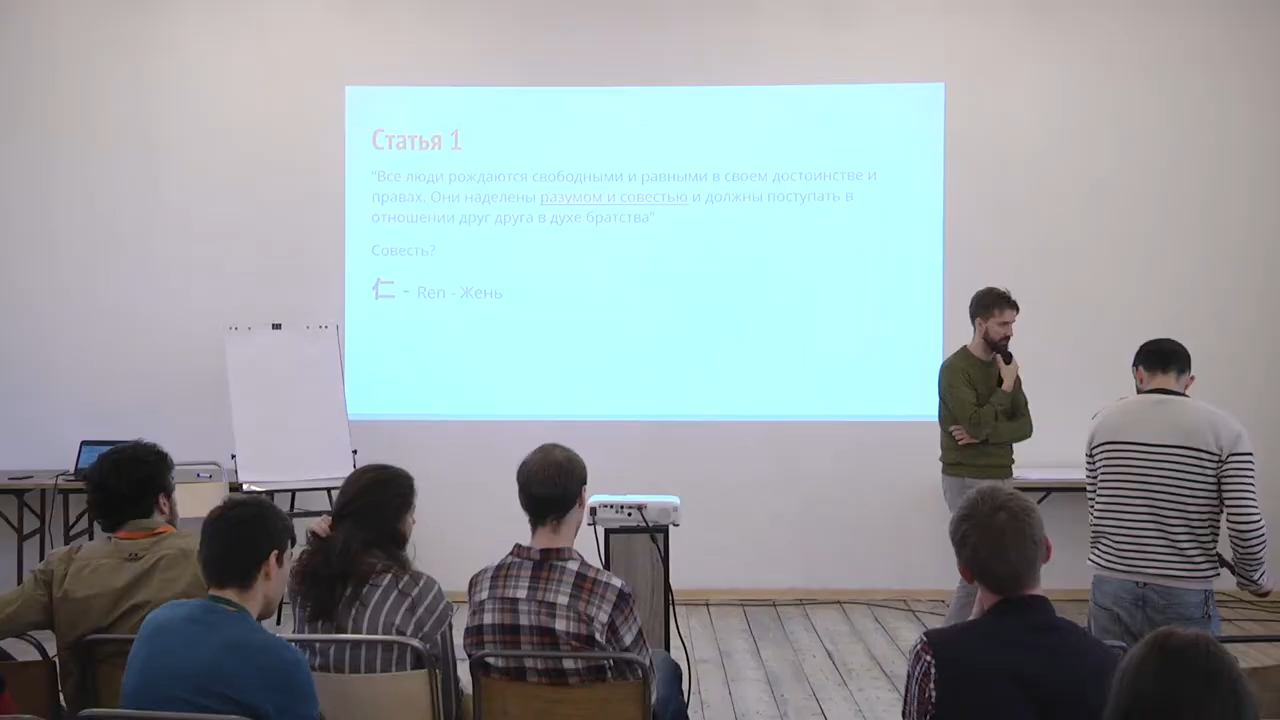 Статья 1
"Все люди рождаются свободными и равными в своем достоинстве и
правах. Они наделены разумом и совестью и должны поступать в
отношении друг друга в духе братства"
Совесть?
仁 - Ren - Жень